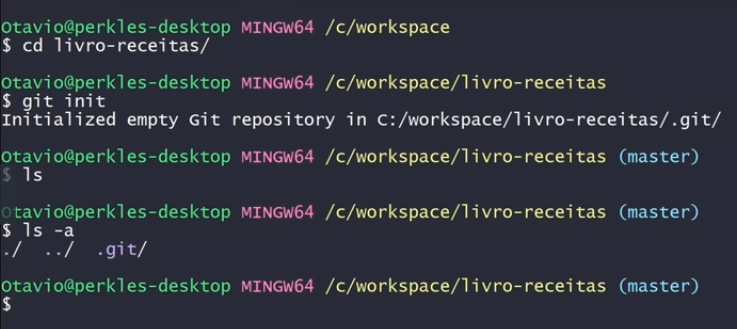 Otavio@perkles-desktop MINGW64 /c/workspace
$ cd livro-receitas/
Otavio@perkles-desktop MINGW64 /c/workspace/livro-receitas
$ git init
Initialized empty Git repository in C:/workspace/livro-receitas/.git/
Otavio@perkles-desktop MINGW64 /c/workspace/livro-receitas (master)
$ ls
Otavio@perkles-desktop MINGW64 /c/workspace/livro-receitas (master)
$ ls -a
./  ../  .git/
Otavio@perkles-desktop MINGW64 /c/workspace/livro-receitas (master)
$